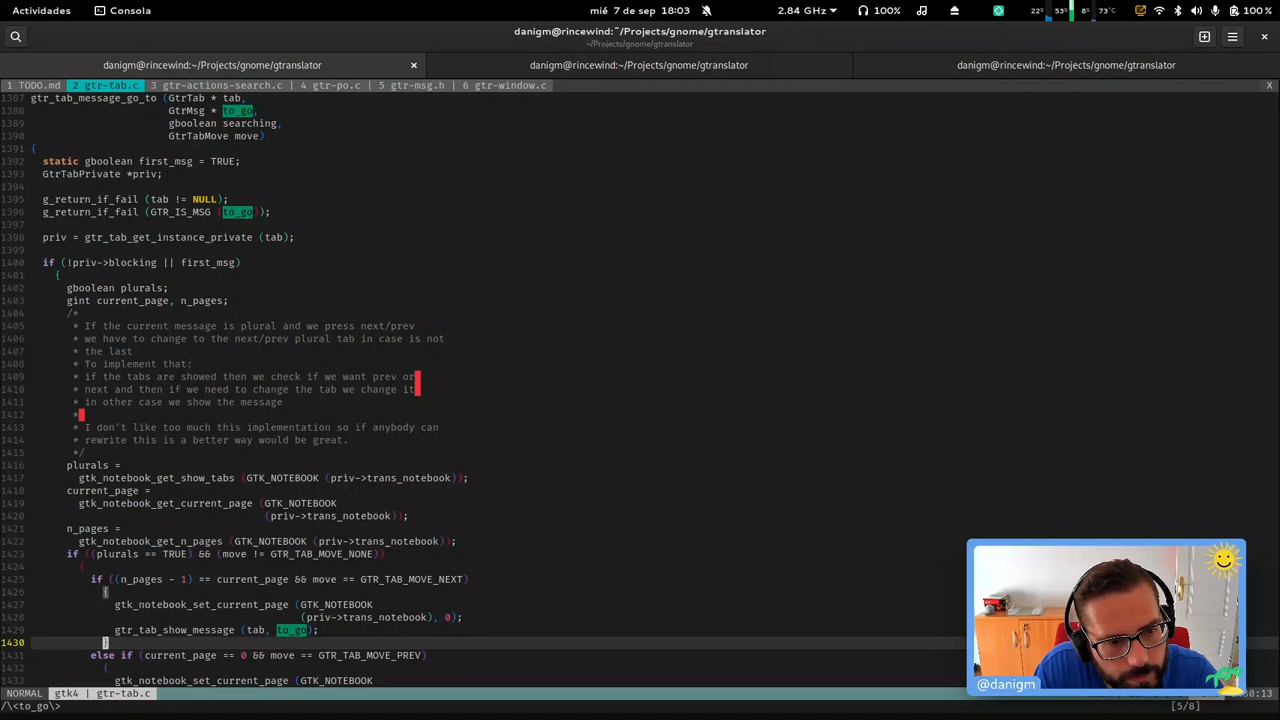 Actividades Consola mié 7 de sep 18:03 2.84 GHz 100% 22% 53% 8% 73°C 100 %
danigm@rincewind:~/Projects/gnome/gtranslator
~/Projects/gnome/gtranslator
danigm@rincewind:~/Projects/gnome/gtranslator × danigm@rincewind:~/Projects/gnome/gtranslator danigm@rincewind:~/Projects/gnome/gtranslator
1 TODO.md 2 gtr-tab.c 3 gtr-actions-search.c 4 gtr-po.c 5 gtr-msg.h 6 gtr-window.c X
1387 gtr_tab_message_go_to (GtrTab * tab,
1388 GtrMsg * to_go,
1389 gboolean searching,
1390 GtrTabMove move)
1391 {
1392 static gboolean first_msg = TRUE;
1393 GtrTabPrivate *priv;
1394
1395 g_return_if_fail (tab != NULL);
1396 g_return_if_fail (GTR_IS_MSG (to_go));
1397
1398 priv = gtr_tab_get_instance_private (tab);
1399
1400 if (!priv->blocking || first_msg)
1401 {
1402 gboolean plurals;
1403 gint current_page, n_pages;
1404 /*
1405 * If the current message is plural and we press next/prev
1406 * we have to change to the next/prev plural tab in case is not
1407 * the last
1408 * To implement that:
1409 * if the tabs are showed then we check if we want prev or
1410 * next and then if we need to change the tab we change it
1411 * in other case we show the message
1412 *
1413 * I don't like too much this implementation so if anybody can
1414 * rewrite this is a better way would be great.
1415 */
1416 plurals =
1417 gtk_notebook_get_show_tabs (GTK_NOTEBOOK (priv->trans_notebook));
1418 current_page =
1419 gtk_notebook_get_current_page (GTK_NOTEBOOK
1420 (priv->trans_notebook));
1421 n_pages =
1422 gtk_notebook_get_n_pages (GTK_NOTEBOOK (priv->trans_notebook));
1423 if ((plurals == TRUE) && (move != GTR_TAB_MOVE_NONE))
1424 {
1425 if ((n_pages - 1) == current_page && move == GTR_TAB_MOVE_NEXT)
1426 {
1427 gtk_notebook_set_current_page (GTK_NOTEBOOK
1428 (priv->trans_notebook), 0);
1429 gtr_tab_show_message (tab, to_go);
1430 }
1431 else if (current_page == 0 && move == GTR_TAB_MOVE_PREV)
1432 {
1433 gtk_notebook_set_current_page (GTK_NOTEBOOK
NORMAL gtk4 | gtr-tab.c
/\<to_go\> [5/8]
@danigm